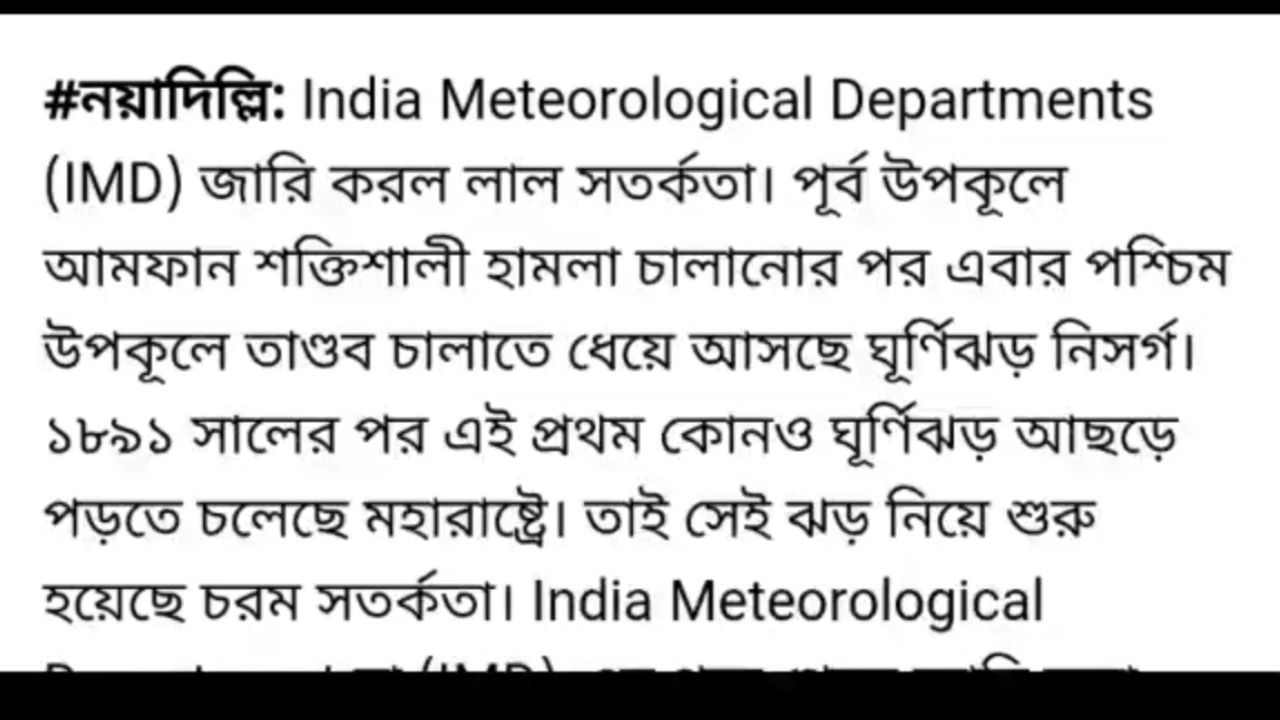 #নয়াদিল্লি: India Meteorological Departments
(IMD) জারি করল লাল সতর্কতা। পূর্ব উপকূলে
আমফান শক্তিশালী হামলা চালানোর পর এবার পশ্চিম
উপকূলে তাণ্ডব চালাতে ধেয়ে আসছে ঘূর্ণিঝড় নিসর্গ।
১৮৯১ সালের পর এই প্রথম কোনও ঘূর্ণিঝড় আছড়ে
পড়তে চলেছে মহারাষ্ট্রে। তাই সেই ঝড় নিয়ে শুরু
হয়েছে চরম সতর্কতা। India Meteorological